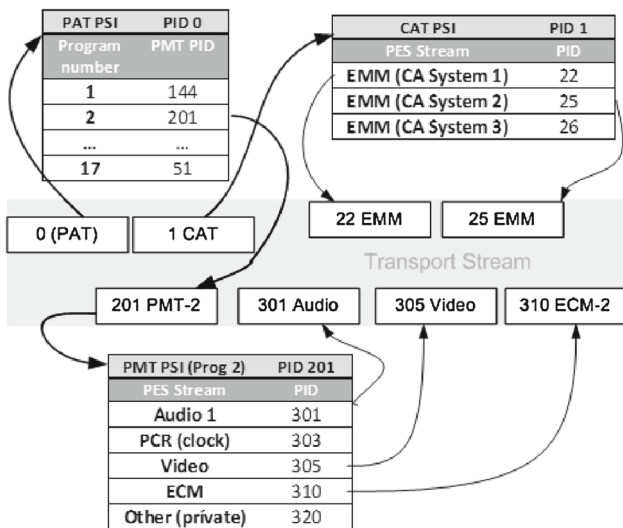 PAT PSI PID 0
Program number PMT PID
1 144
2 201
... ...
17 51
CAT PSI PID 1
PES Stream PID
EMM (CA System 1) 22
EMM (CA System 2) 25
EMM (CA System 3) 26
0 (PAT)
1 CAT
22 EMM
25 EMM
Transport Stream
201 PMT-2
301 Audio
305 Video
310 ECM-2
PMT PSI (Prog 2) PID 201
PES Stream PID
Audio 1 301
PCR (clock) 303
Video 305
ECM 310
Other (private) 320